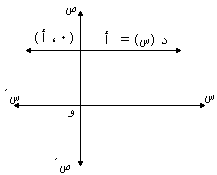 ص
د (س) = أ
(٠ ، أ)
س
سَ
و
صَ